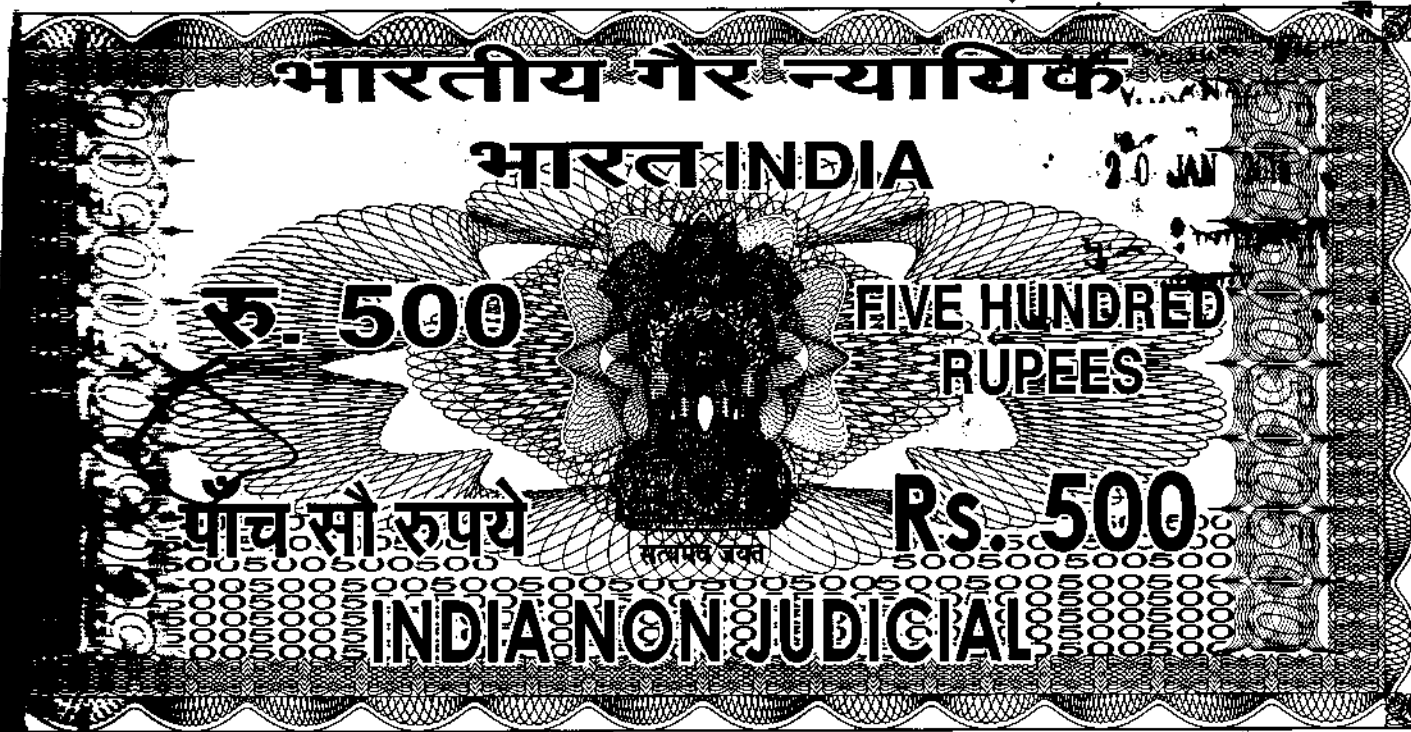 भारतीय गैर न्यायिक
भारत INDIA
20 JAN
रु. 500
FIVE HUNDRED
RUPEES
पाँच सौ रुपये
Rs. 500
सत्यमेव जयते
INDIA NON JUDICIAL